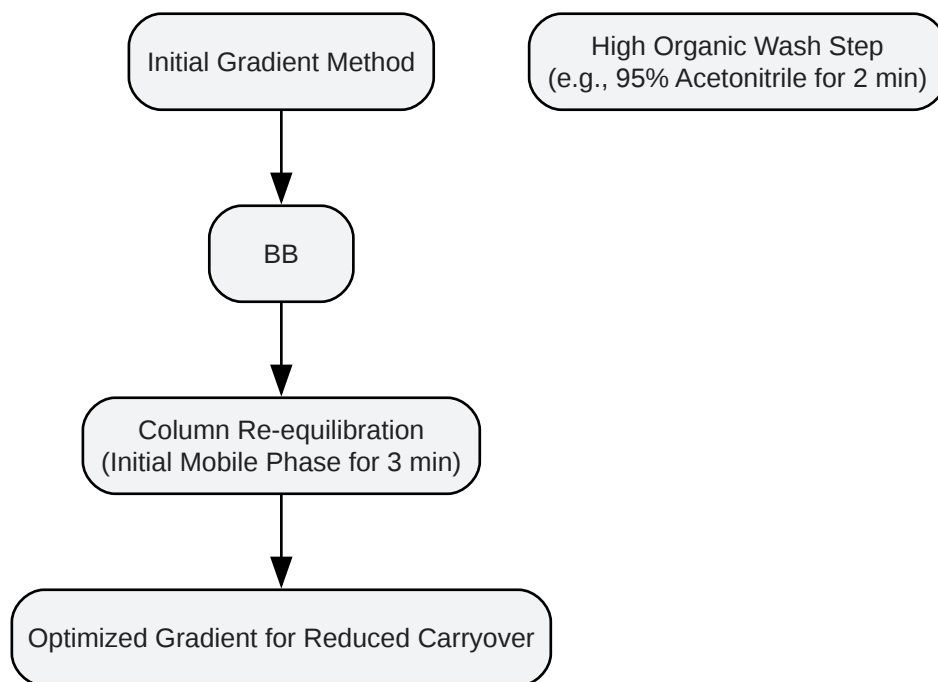 Initial Gradient Method
High Organic Wash Step
(e.g., 95% Acetonitrile for 2 min)
BB
Column Re-equilibration
(Initial Mobile Phase for 3 min)
Optimized Gradient for Reduced Carryover